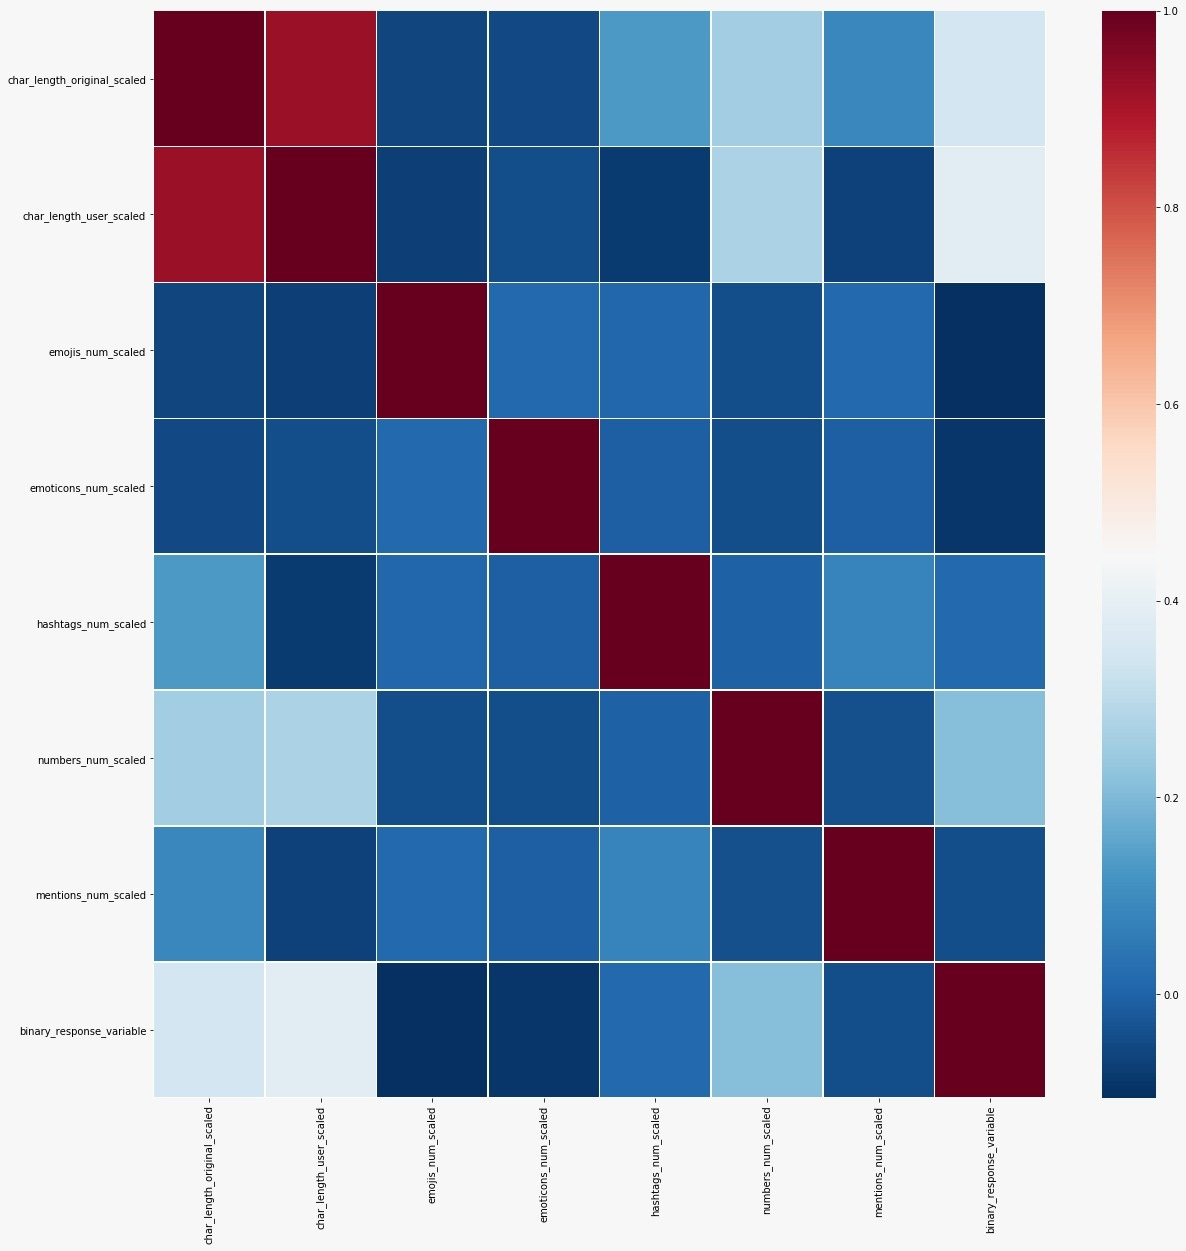 1.0
char_length_original_scaled
char_length_user_scaled
0.8
emojis_num_scaled
0.6
emoticons_num_scaled
0.4
hashtags_num_scaled
numbers_num_scaled
0.2
mentions_num_scaled
0.0
binary_response_variable
char_length_original_scaled
char_length_user_scaled
emojis_num_scaled
emoticons_num_scaled
hashtags_num_scaled
numbers_num_scaled
mentions_num_scaled
binary_response_variable